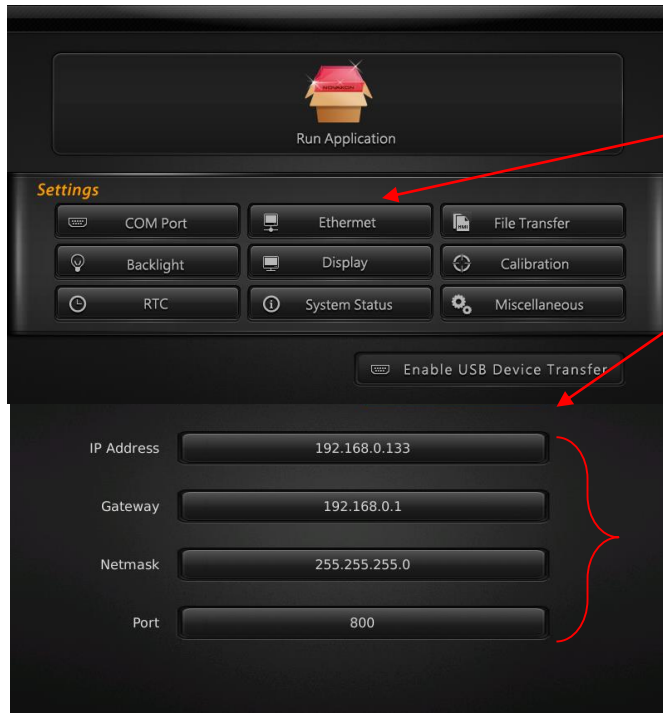 Run Application
Settings
COM Port
Ethermet
File Transfer
Backlight
Display
Calibration
RTC
System Status
Miscellaneous
Enable USB Device Transfer
IP Address 192.168.0.133
Gateway 192.168.0.1
Netmask 255.255.255.0
Port 800